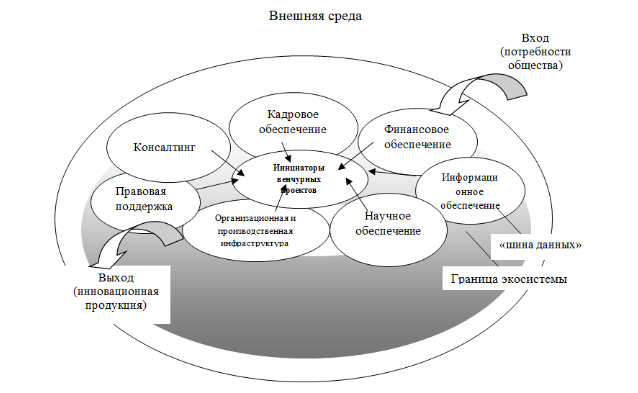 Внешняя среда
Вход
(потребности
общества)
Кадровое
обеспечение
Финансовое
обеспечение
Консалтинг
Инициаторы
венчурных
проектов
Информаци
онное
обеспечение
Правовая
поддержка
Организационная и
производственная
инфраструктура
Научное
обеспечение
«шина данных»
Граница экосистемы
Выход
(инновационная
продукция)